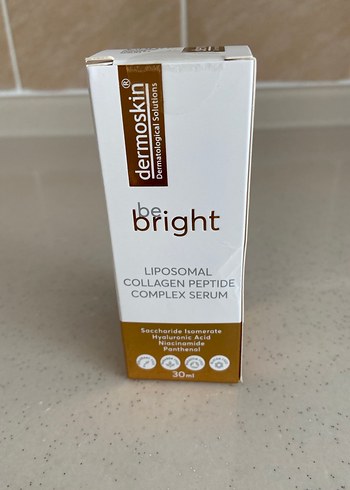 dermoskin®
Dermatological Solutions
be
bright
LIPOSOMAL
COLLAGEN PEPTIDE
COMPLEX SERUM
Saccharide Isomerate
Hyaluronic Acid
Niacinamide
Panthenol
30ml